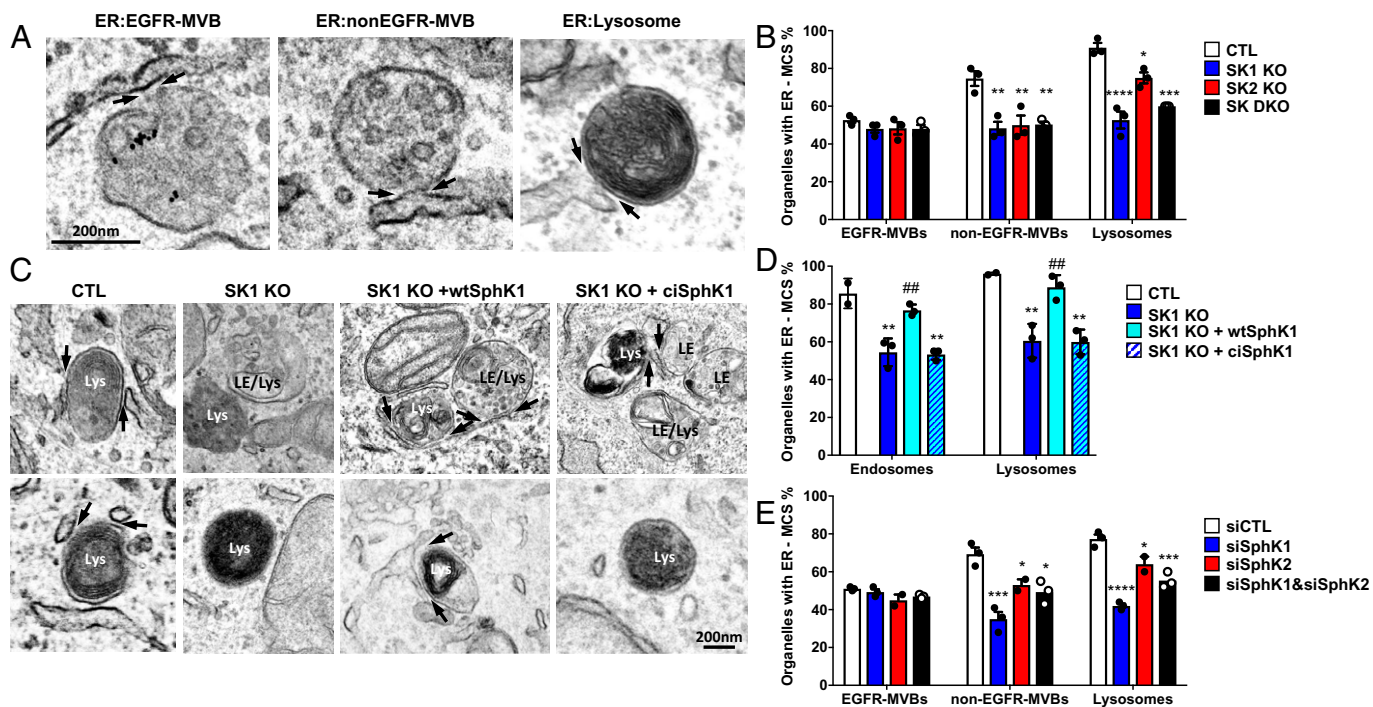 A
ER:EGFR-MVB
ER:nonEGFR-MVB
ER:Lysosome
200nm
B
Organelles with ER - MCS %
100
80
60
40
20
0
**
**
**
****
*
***
EGFR-MVBs
non-EGFR-MVBs
Lysosomes
CTL
SK1 KO
SK2 KO
SK DKO
C
CTL
SK1 KO
SK1 KO +wtSphK1
SK1 KO + ciSphK1
Lys
LE/Lys
Lys
LE/Lys
Lys
Lys
LE
LE
LE/Lys
Lys
Lys
Lys
Lys
200nm
D
Organelles with ER - MCS %
100
80
60
40
20
0
**
##
**
**
##
**
Endosomes
Lysosomes
CTL
SK1 KO
SK1 KO + wtSphK1
SK1 KO + ciSphK1
E
Organelles with ER - MCS %
100
80
60
40
20
0
***
*
*
****
*
***
EGFR-MVBs
non-EGFR-MVBs
Lysosomes
siCTL
siSphK1
siSphK2
siSphK1&siSphK2